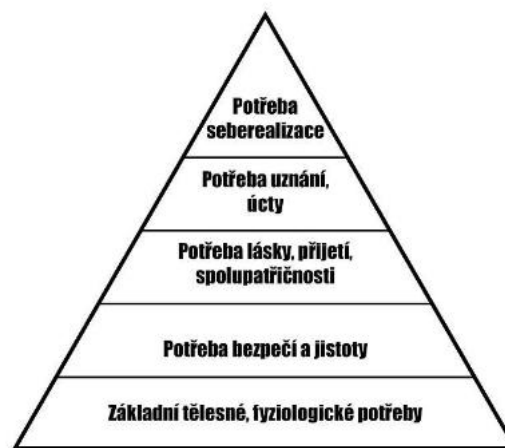 Potřeba
seberealizace
Potřeba uznání,
úcty
Potřeba lásky, přijetí,
spolupatřičnosti
Potřeba bezpečí a jistoty
Základní tělesné, fyziologické potřeby